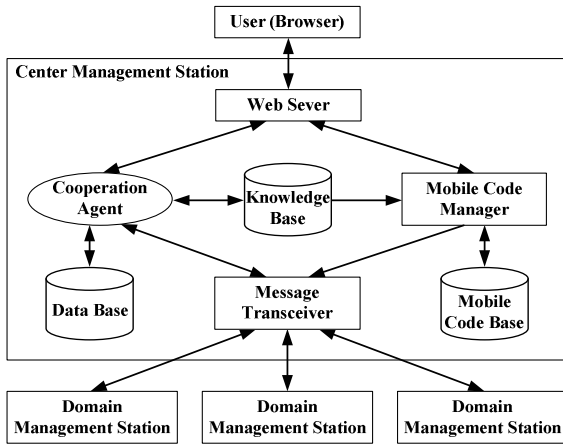 User (Browser)
Center Management Station
Web Sever
Cooperation
Agent
Knowledge
Base
Mobile Code
Manager
Data Base
Message
Transceiver
Mobile
Code Base
Domain
Management Station
Domain
Management Station
Domain
Management Station